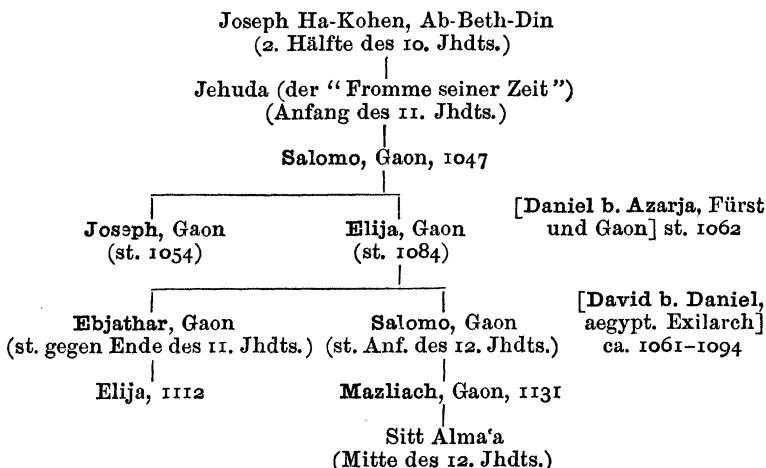 Joseph Ha-Kohen, Ab-Beth-Din
(2. Hälfte des 10. Jhdts.)
Jehuda (der “Fromme seiner Zeit”)
(Anfang des 11. Jhdts.)
Salomo, Gaon, 1047
Joseph, Gaon
(st. 1054)
Elija, Gaon
(st. 1084)
[Daniel b. Azarja, Fürst
und Gaon] st. 1062
Ebjathar, Gaon
(st. gegen Ende des 11. Jhdts.)
Salomo, Gaon
(st. Anf. des 12. Jhdts.)
[David b. Daniel,
aegypt. Exilarch]
ca. 1061–1094
Elija, 1112
Mazliach, Gaon, 1131
Sitt Alma‘a
(Mitte des 12. Jhdts.)